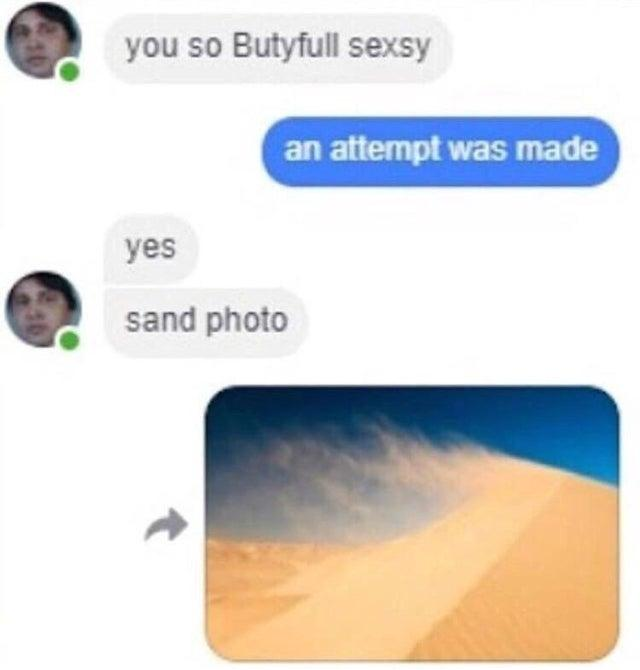 you so Butyfull sexsy
an attempt was made
yes
sand photo